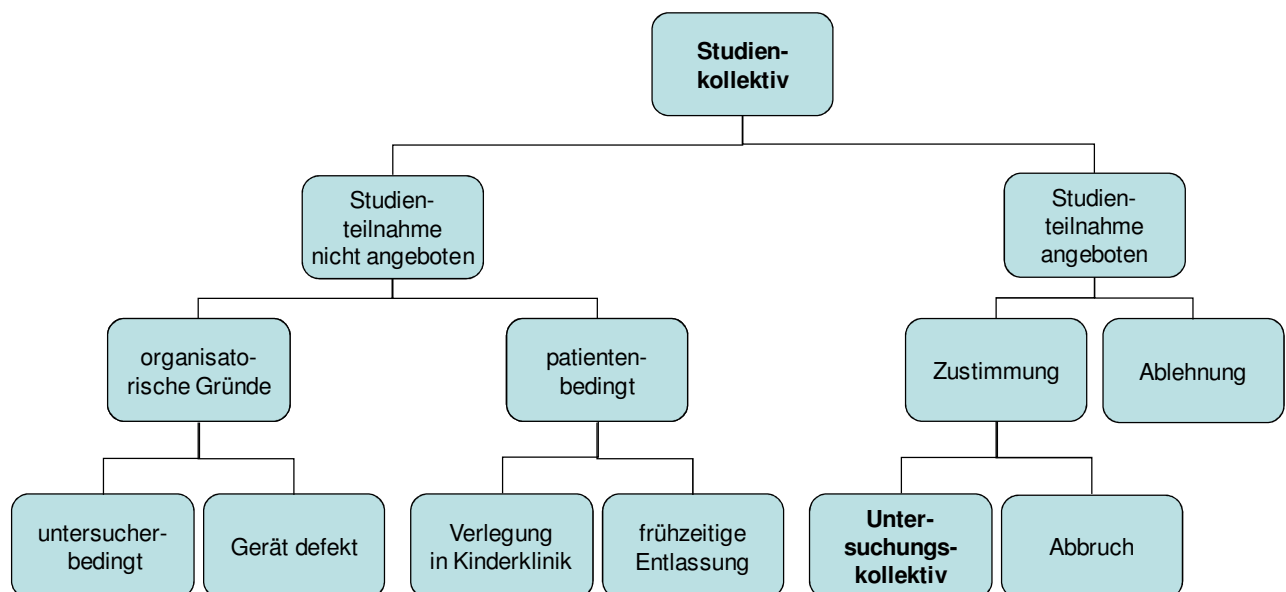 Studien-
kollektiv
Studien-
teilnahme
nicht angeboten
Studien-
teilnahme
angeboten
organisato-
rische Gründe
patienten-
bedingt
Zustimmung
Ablehnung
untersucher-
bedingt
Gerät defekt
Verlegung
in Kinderklinik
frühzeitige
Entlassung
Unter-
suchungs-
kollektiv
Abbruch